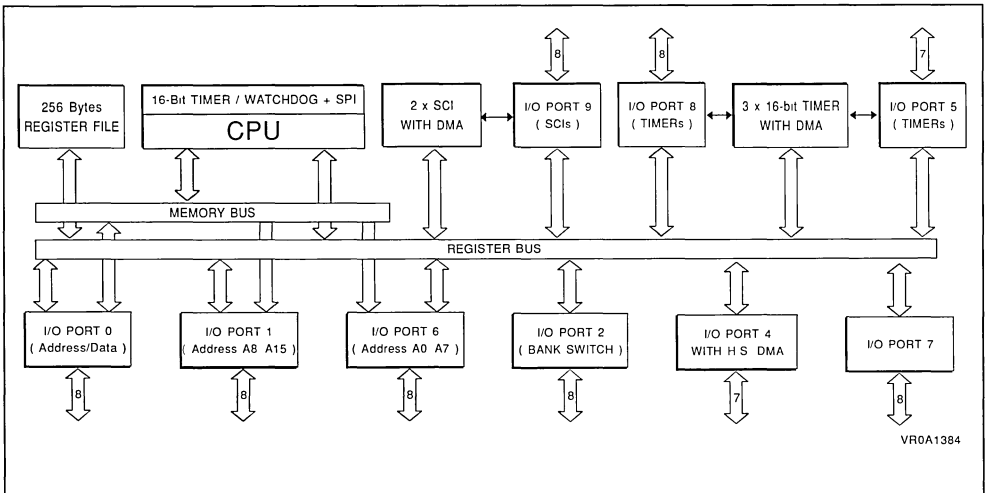 8
8
7
256 Bytes
REGISTER FILE
16-Bit TIMER / WATCHDOG + SPI
CPU
2 x SCI
WITH DMA
I/O PORT 9
( SCIs )
I/O PORT 8
( TIMERs )
3 x 16-bit TIMER
WITH DMA
I/O PORT 5
( TIMERs )
MEMORY BUS
REGISTER BUS
I/O PORT 0
( Address/Data )
I/O PORT 1
( Address A8 A15 )
I/O PORT 6
( Address A0 A7 )
I/O PORT 2
( BANK SWITCH )
I/O PORT 4
WITH H S DMA
I/O PORT 7
8
8
8
8
7
8
VR0A1384